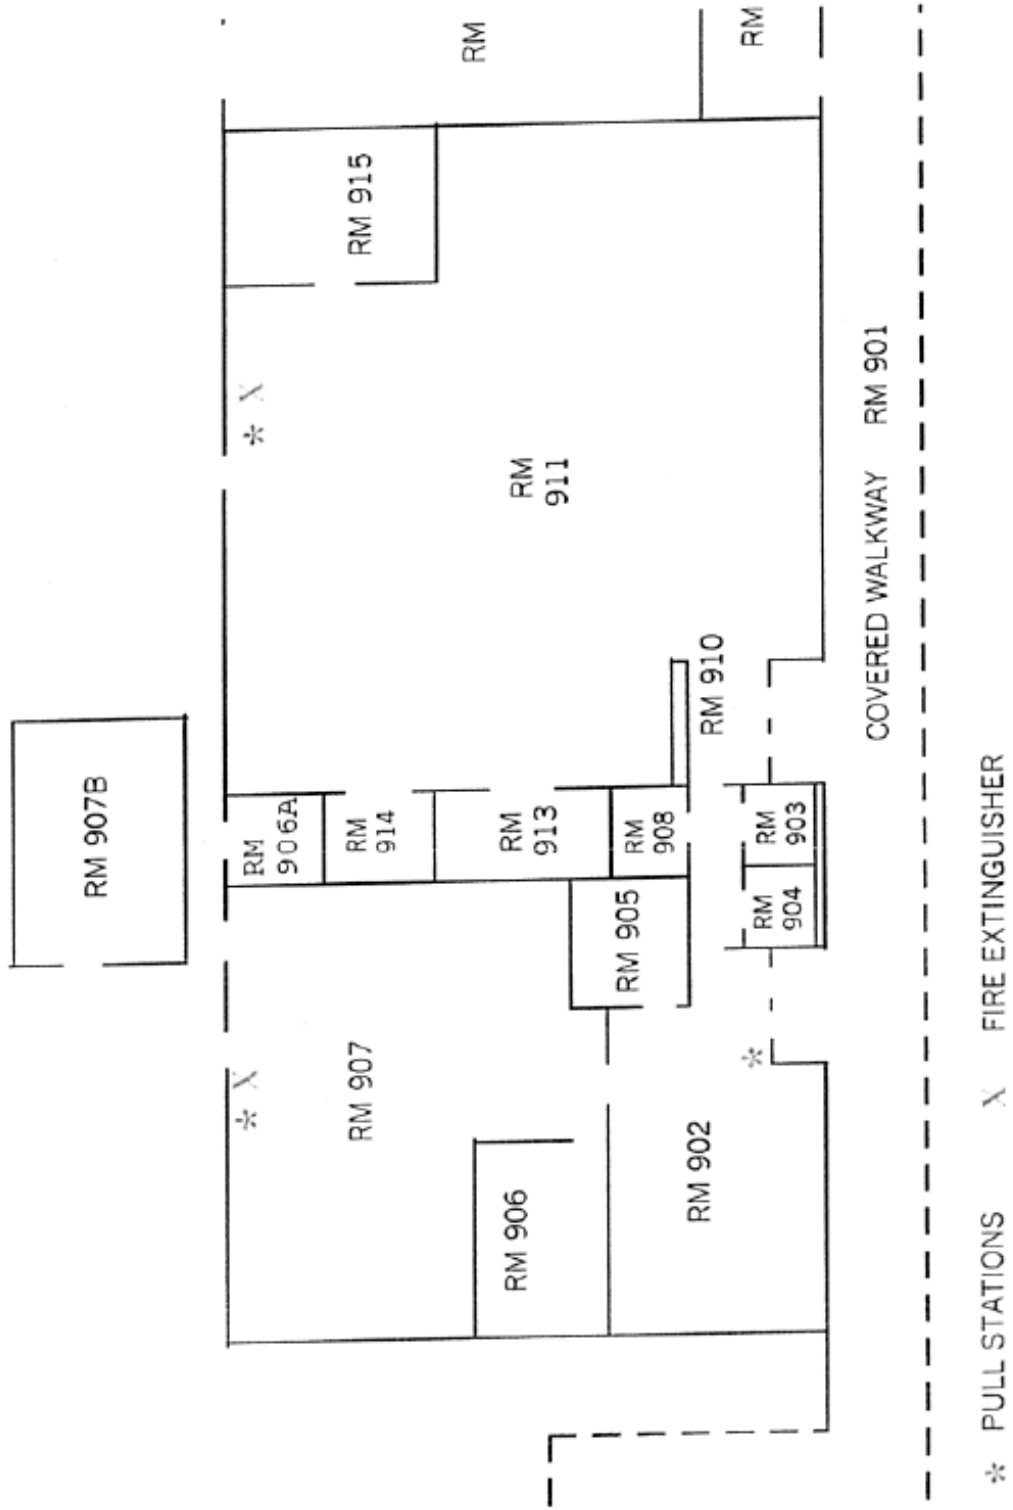 RM 907B
RM
906A
RM
914
RM 915
* X
* X
RM 907
RM
913
RM
911
RM
RM 906
RM 905
RM
908
RM 910
RM 902
*
RM
904
RM
903
RM
COVERED WALKWAY RM 901
* PULL STATIONS X FIRE EXTINGUISHER